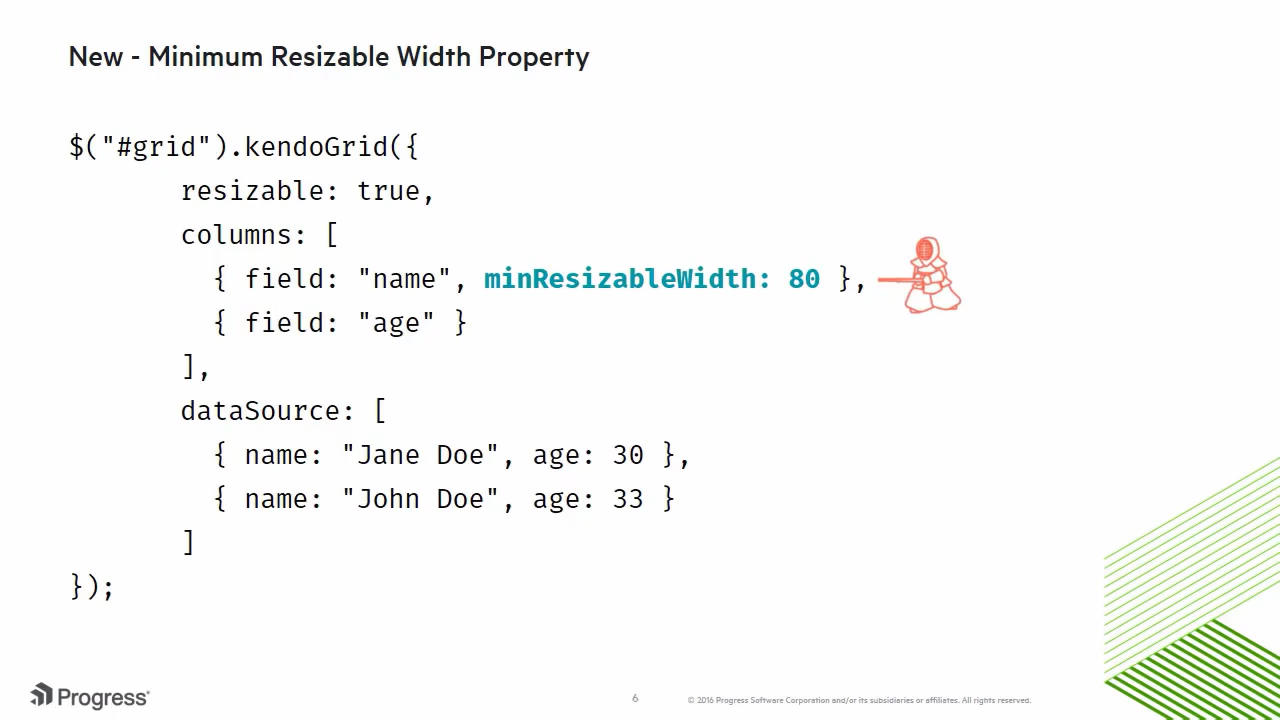 New - Minimum Resizable Width Property
$("#grid").kendoGrid({
resizable: true,
columns: [
{ field: "name", minResizableWidth: 80 },
{ field: "age" }
],
dataSource: [
{ name: "Jane Doe", age: 30 },
{ name: "John Doe", age: 33 }
]
});
Progress
6
© 2016 Progress Software Corporation and/or its subsidiaries or affiliates. All rights reserved.